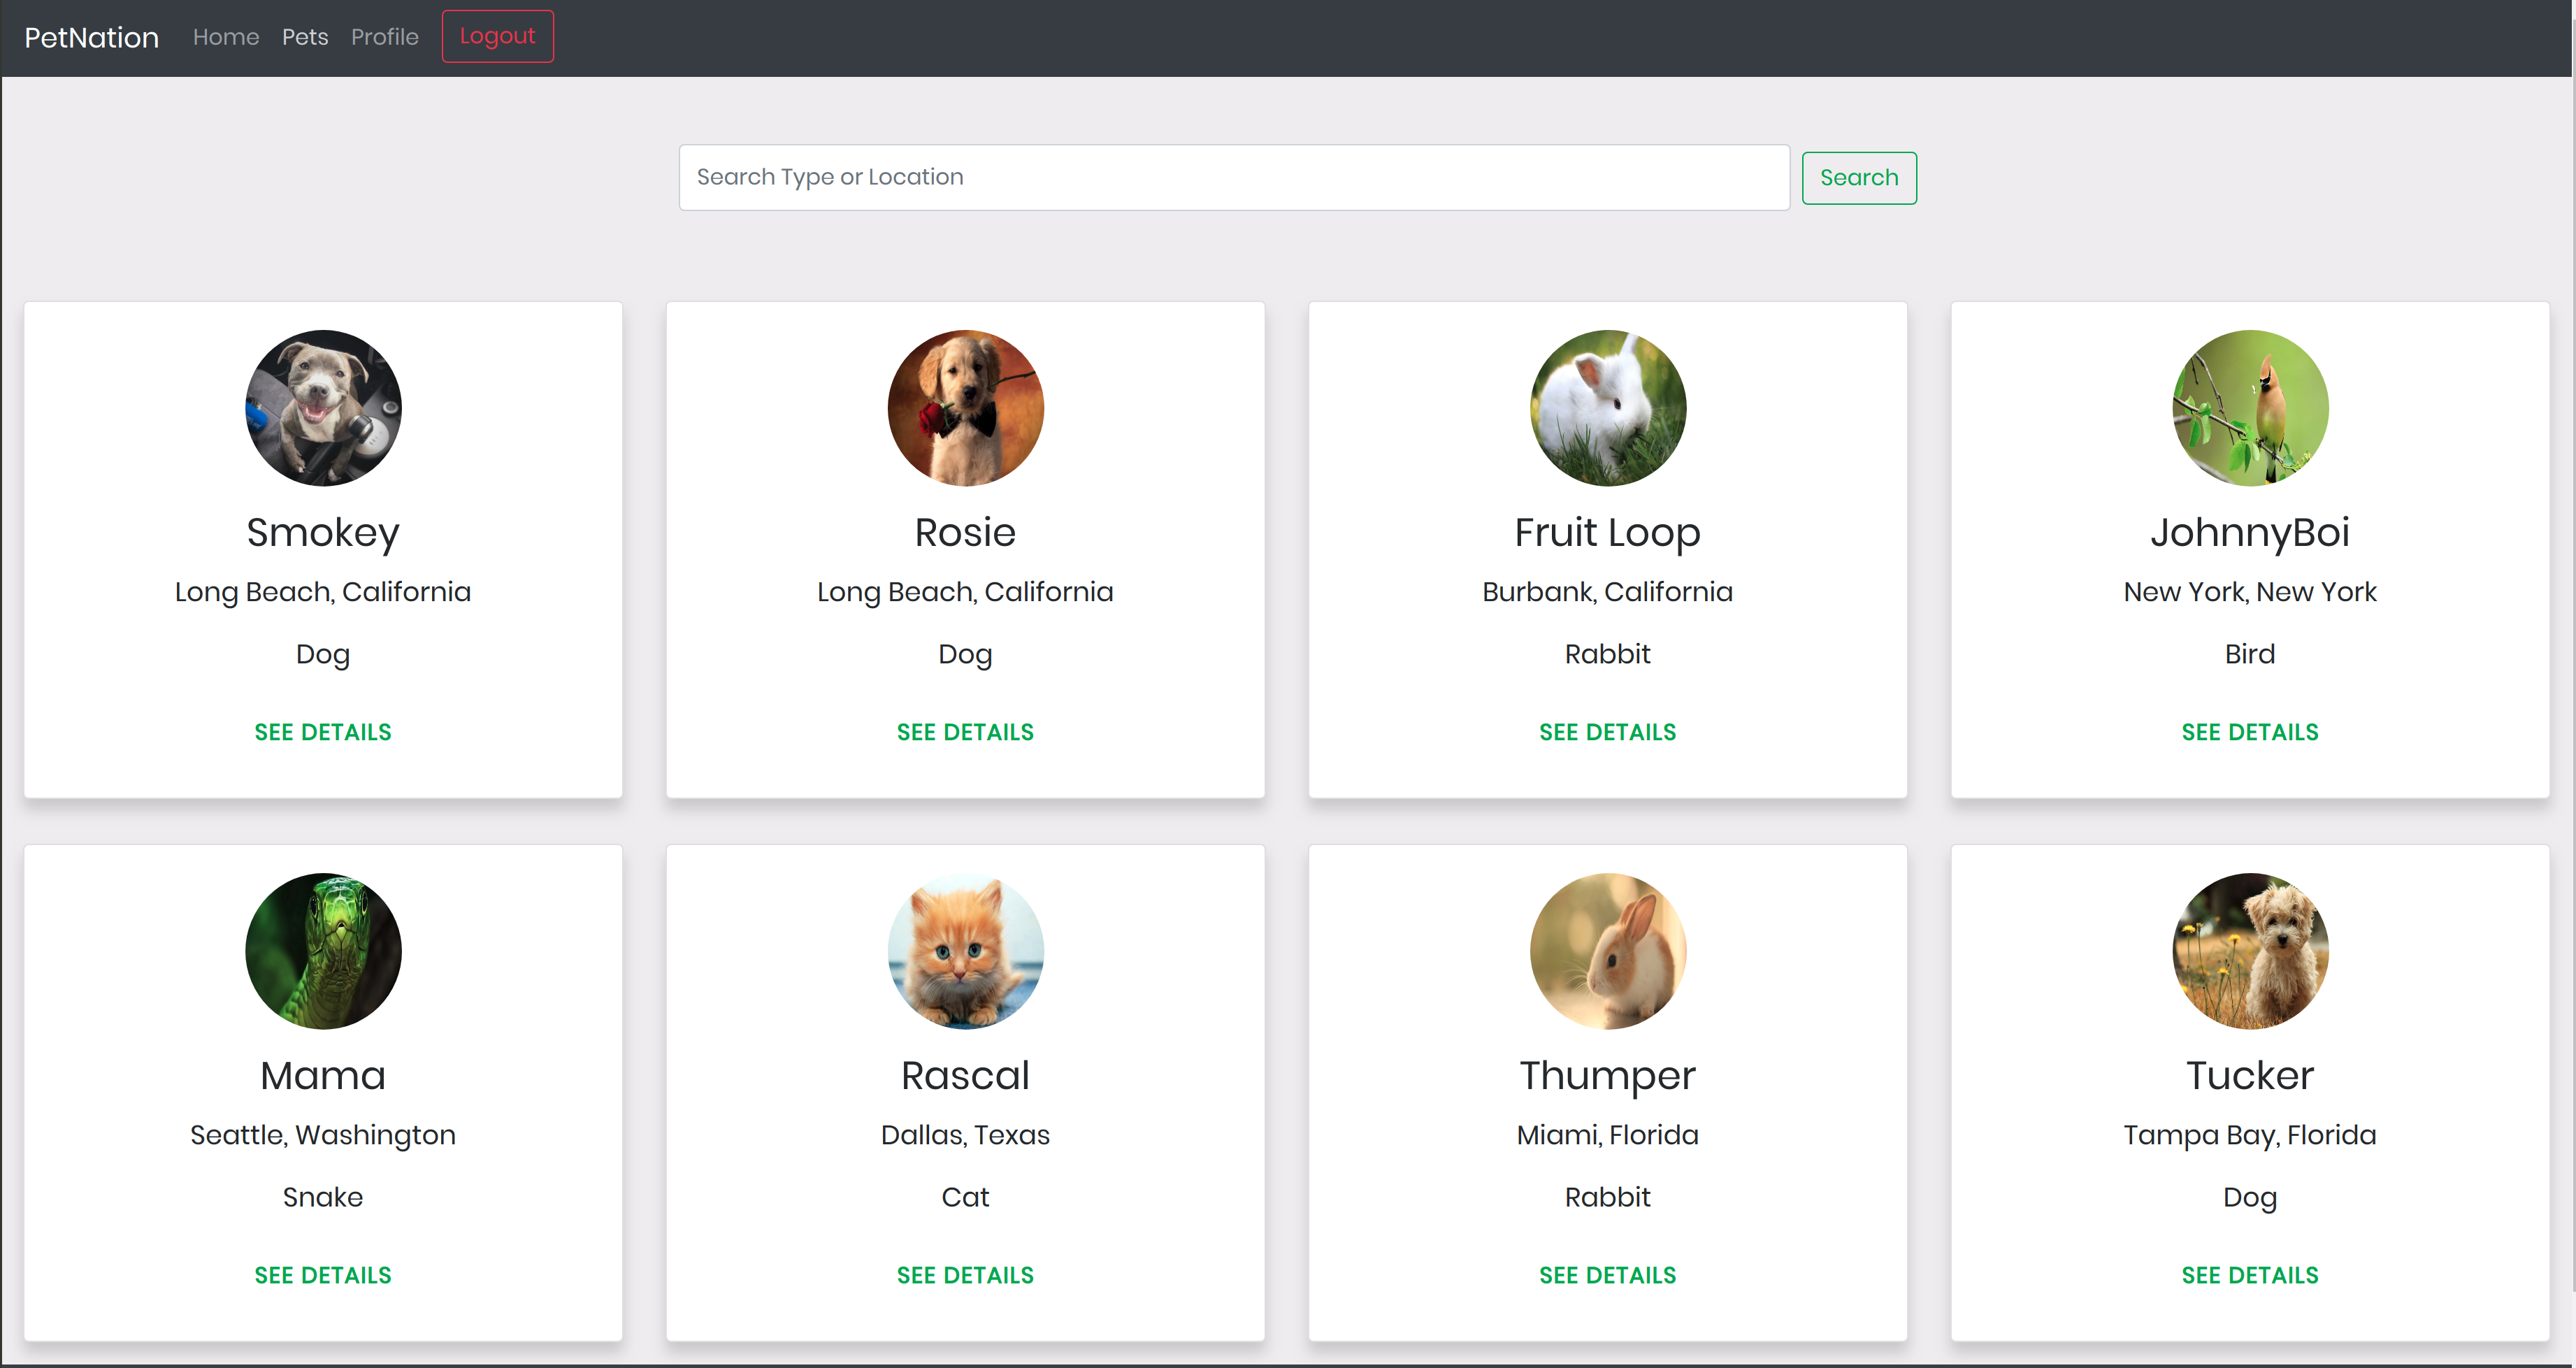 PetNation Home Pets Profile Logout
Search Type or Location Search
Smokey
Long Beach, California
Dog
SEE DETAILS
Rosie
Long Beach, California
Dog
SEE DETAILS
Fruit Loop
Burbank, California
Rabbit
SEE DETAILS
JohnnyBoi
New York, New York
Bird
SEE DETAILS
Mama
Seattle, Washington
Snake
SEE DETAILS
Rascal
Dallas, Texas
Cat
SEE DETAILS
Thumper
Miami, Florida
Rabbit
SEE DETAILS
Tucker
Tampa Bay, Florida
Dog
SEE DETAILS